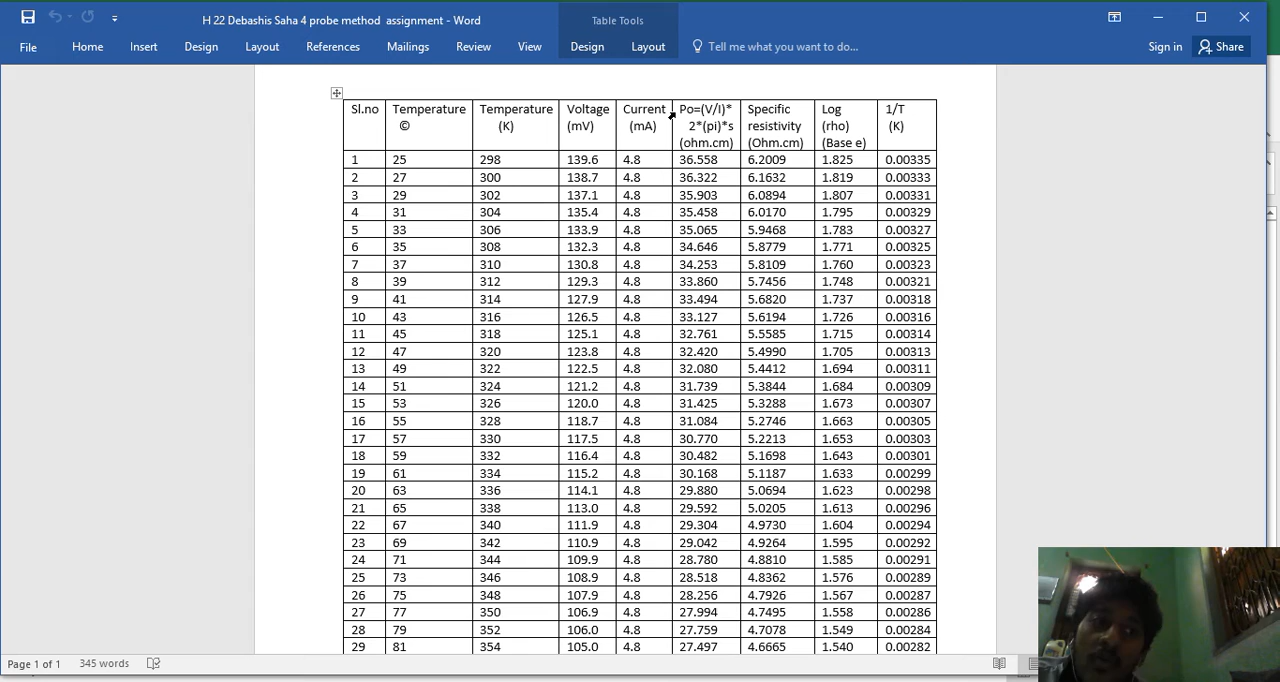 H 22 Debashis Saha 4 probe method assignment - Word
Table Tools
File Home Insert Design Layout References Mailings Review View Design Layout Tell me what you want to do... Sign in Share
Sl.no Temperature © Temperature (K) Voltage (mV) Current (mA) Po=(V/I)* 2*(pi)*s (ohm.cm) Specific resistivity (Ohm.cm) Log (rho) (Base e) 1/T (K)
1 25 298 139.6 4.8 36.558 6.2009 1.825 0.00335
2 27 300 138.7 4.8 36.322 6.1632 1.819 0.00333
3 29 302 137.1 4.8 35.903 6.0894 1.807 0.00331
4 31 304 135.4 4.8 35.458 6.0170 1.795 0.00329
5 33 306 133.9 4.8 35.065 5.9468 1.783 0.00327
6 35 308 132.3 4.8 34.646 5.8779 1.771 0.00325
7 37 310 130.8 4.8 34.253 5.8109 1.760 0.00323
8 39 312 129.3 4.8 33.860 5.7456 1.748 0.00321
9 41 314 127.9 4.8 33.494 5.6820 1.737 0.00318
10 43 316 126.5 4.8 33.127 5.6194 1.726 0.00316
11 45 318 125.1 4.8 32.761 5.5585 1.715 0.00314
12 47 320 123.8 4.8 32.420 5.4990 1.705 0.00313
13 49 322 122.5 4.8 32.080 5.4412 1.694 0.00311
14 51 324 121.2 4.8 31.739 5.3844 1.684 0.00309
15 53 326 120.0 4.8 31.425 5.3288 1.673 0.00307
16 55 328 118.7 4.8 31.084 5.2746 1.663 0.00305
17 57 330 117.5 4.8 30.770 5.2213 1.653 0.00303
18 59 332 116.4 4.8 30.482 5.1698 1.643 0.00301
19 61 334 115.2 4.8 30.168 5.1187 1.633 0.00299
20 63 336 114.1 4.8 29.880 5.0694 1.623 0.00298
21 65 338 113.0 4.8 29.592 5.0205 1.613 0.00296
22 67 340 111.9 4.8 29.304 4.9730 1.604 0.00294
23 69 342 110.9 4.8 29.042 4.9264 1.595 0.00292
24 71 344 109.9 4.8 28.780 4.8810 1.585 0.00291
25 73 346 108.9 4.8 28.518 4.8362 1.576 0.00289
26 75 348 107.9 4.8 28.256 4.7926 1.567 0.00287
27 77 350 106.9 4.8 27.994 4.7495 1.558 0.00286
28 79 352 106.0 4.8 27.759 4.7078 1.549 0.00284
29 81 354 105.0 4.8 27.497 4.6665 1.540 0.00282
Page 1 of 1 345 words